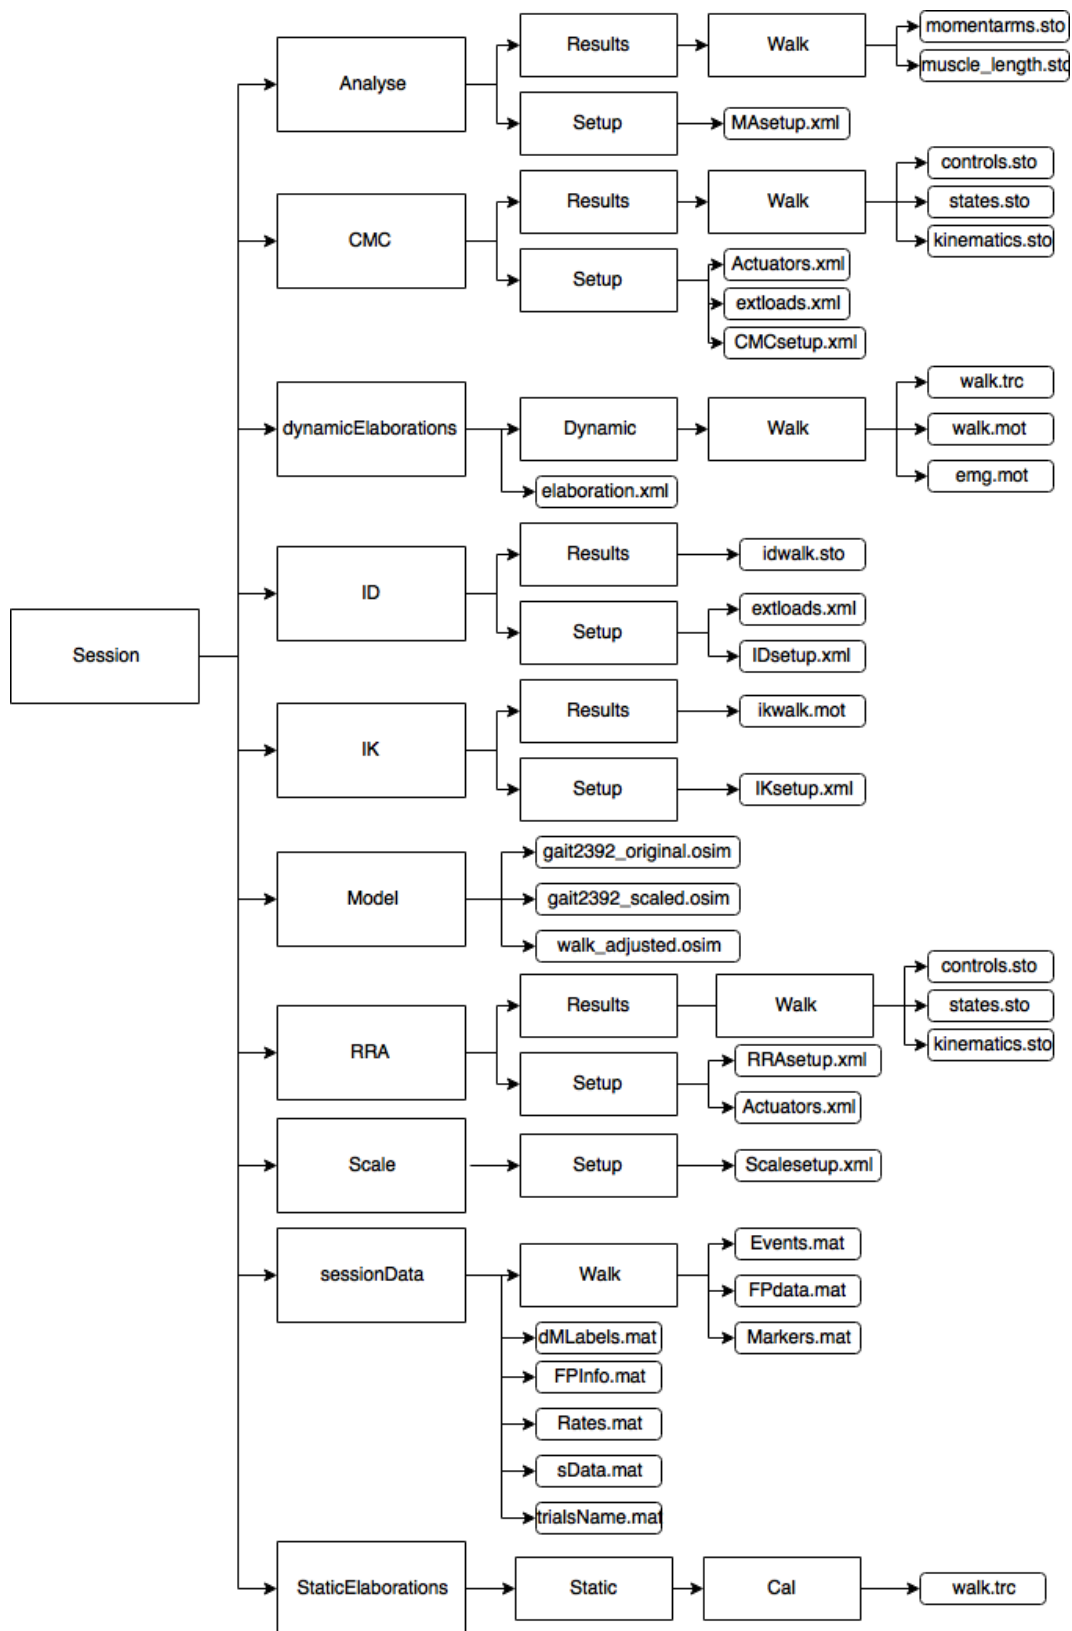 Session
Analyse
Results
Walk
momentarms.sto
muscle_length.sto
Setup
MAsetup.xml
CMC
Results
Walk
controls.sto
states.sto
kinematics.sto
Setup
Actuators.xml
extloads.xml
CMCsetup.xml
dynamicElaborations
Dynamic
Walk
walk.trc
walk.mot
emg.mot
elaboration.xml
ID
Results
idwalk.sto
Setup
extloads.xml
IDsetup.xml
IK
Results
ikwalk.mot
Setup
IKsetup.xml
Model
gait2392_original.osim
gait2392_scaled.osim
walk_adjusted.osim
RRA
Results
Walk
controls.sto
states.sto
kinematics.sto
Setup
RRAsetup.xml
Actuators.xml
Scale
Setup
Scalesetup.xml
sessionData
Walk
Events.mat
FPdata.mat
Markers.mat
dMLabels.mat
FPInfo.mat
Rates.mat
sData.mat
trialsName.mat
StaticElaborations
Static
Cal
walk.trc